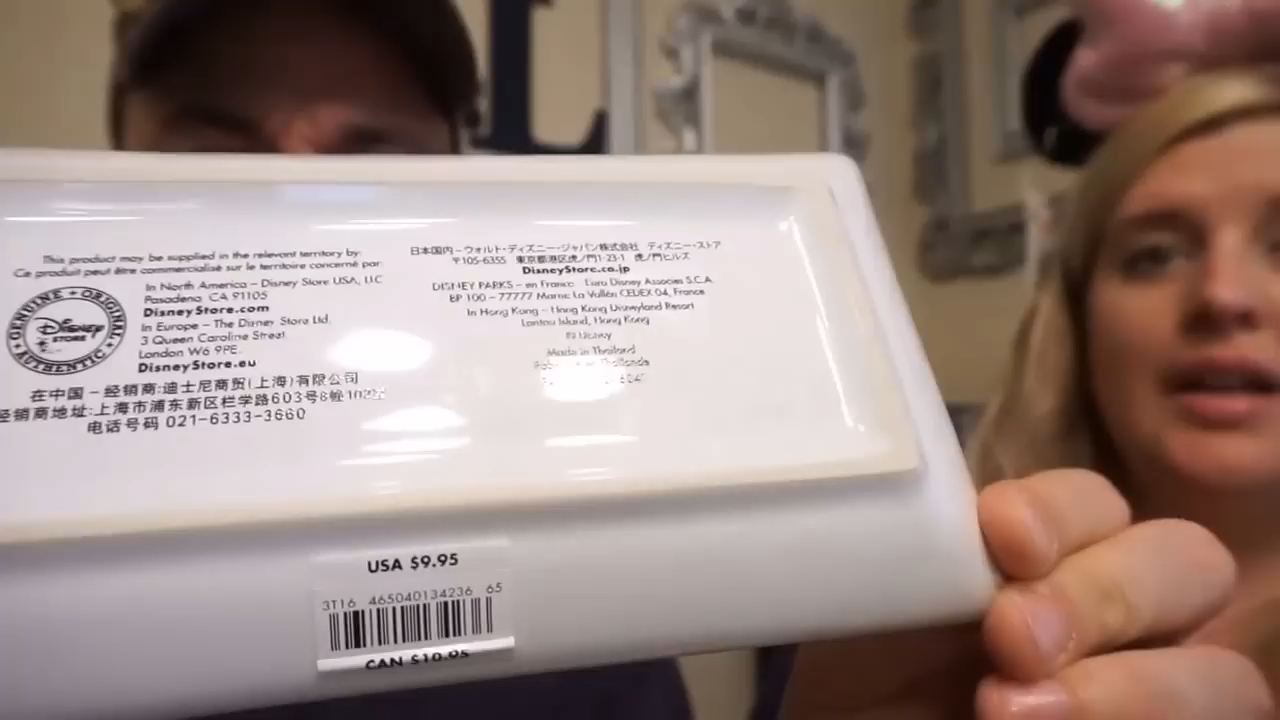 This product may be supplied in the relevant territory by:
Ce produit peut être commercialisé sur le territoire concerné par:
GENUINE • ORIGINAL
Disney
STORE
AUTHENTIC
In North America – Disney Store USA, LLC
Pasadena, CA 91105
DisneyStore.com
In Europe – The Disney Store Ltd.
3 Queen Caroline Street
London W6 9PE.
DisneyStore.eu
在中国-经销商:迪士尼商贸(上海)有限公司
经销商地址:上海市浦东新区栏学路603号8幢
电话号码 021-6333-3660
日本国内-ウォルト・ディズニー・ジャパン株式会社 ディズニー・ストア
〒105-6355 東京都港区虎ノ門1-23-1 虎ノ門ヒルズ
DisneyStore.co.jp
DISNEY PARKS – en France Euro Disney Associés S.C.A.
BP 100 – 77777 Marne La Vallée CEDEX 04, France
In Hong Kong – Hong Kong Disneyland Resort
Lantau Island, Hong Kong
© Disney
Made in Thailand
USA $9.95
3T16 465040134236 65
CAN $10.95